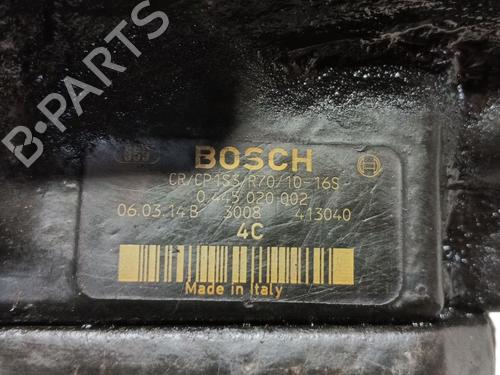 B-PARTS
BOSCH
CR/CP1S3/R70/10-16S
0 445 020 002
06.03.14 B 3008 413040
4C
Made in Italy
B-PARTS